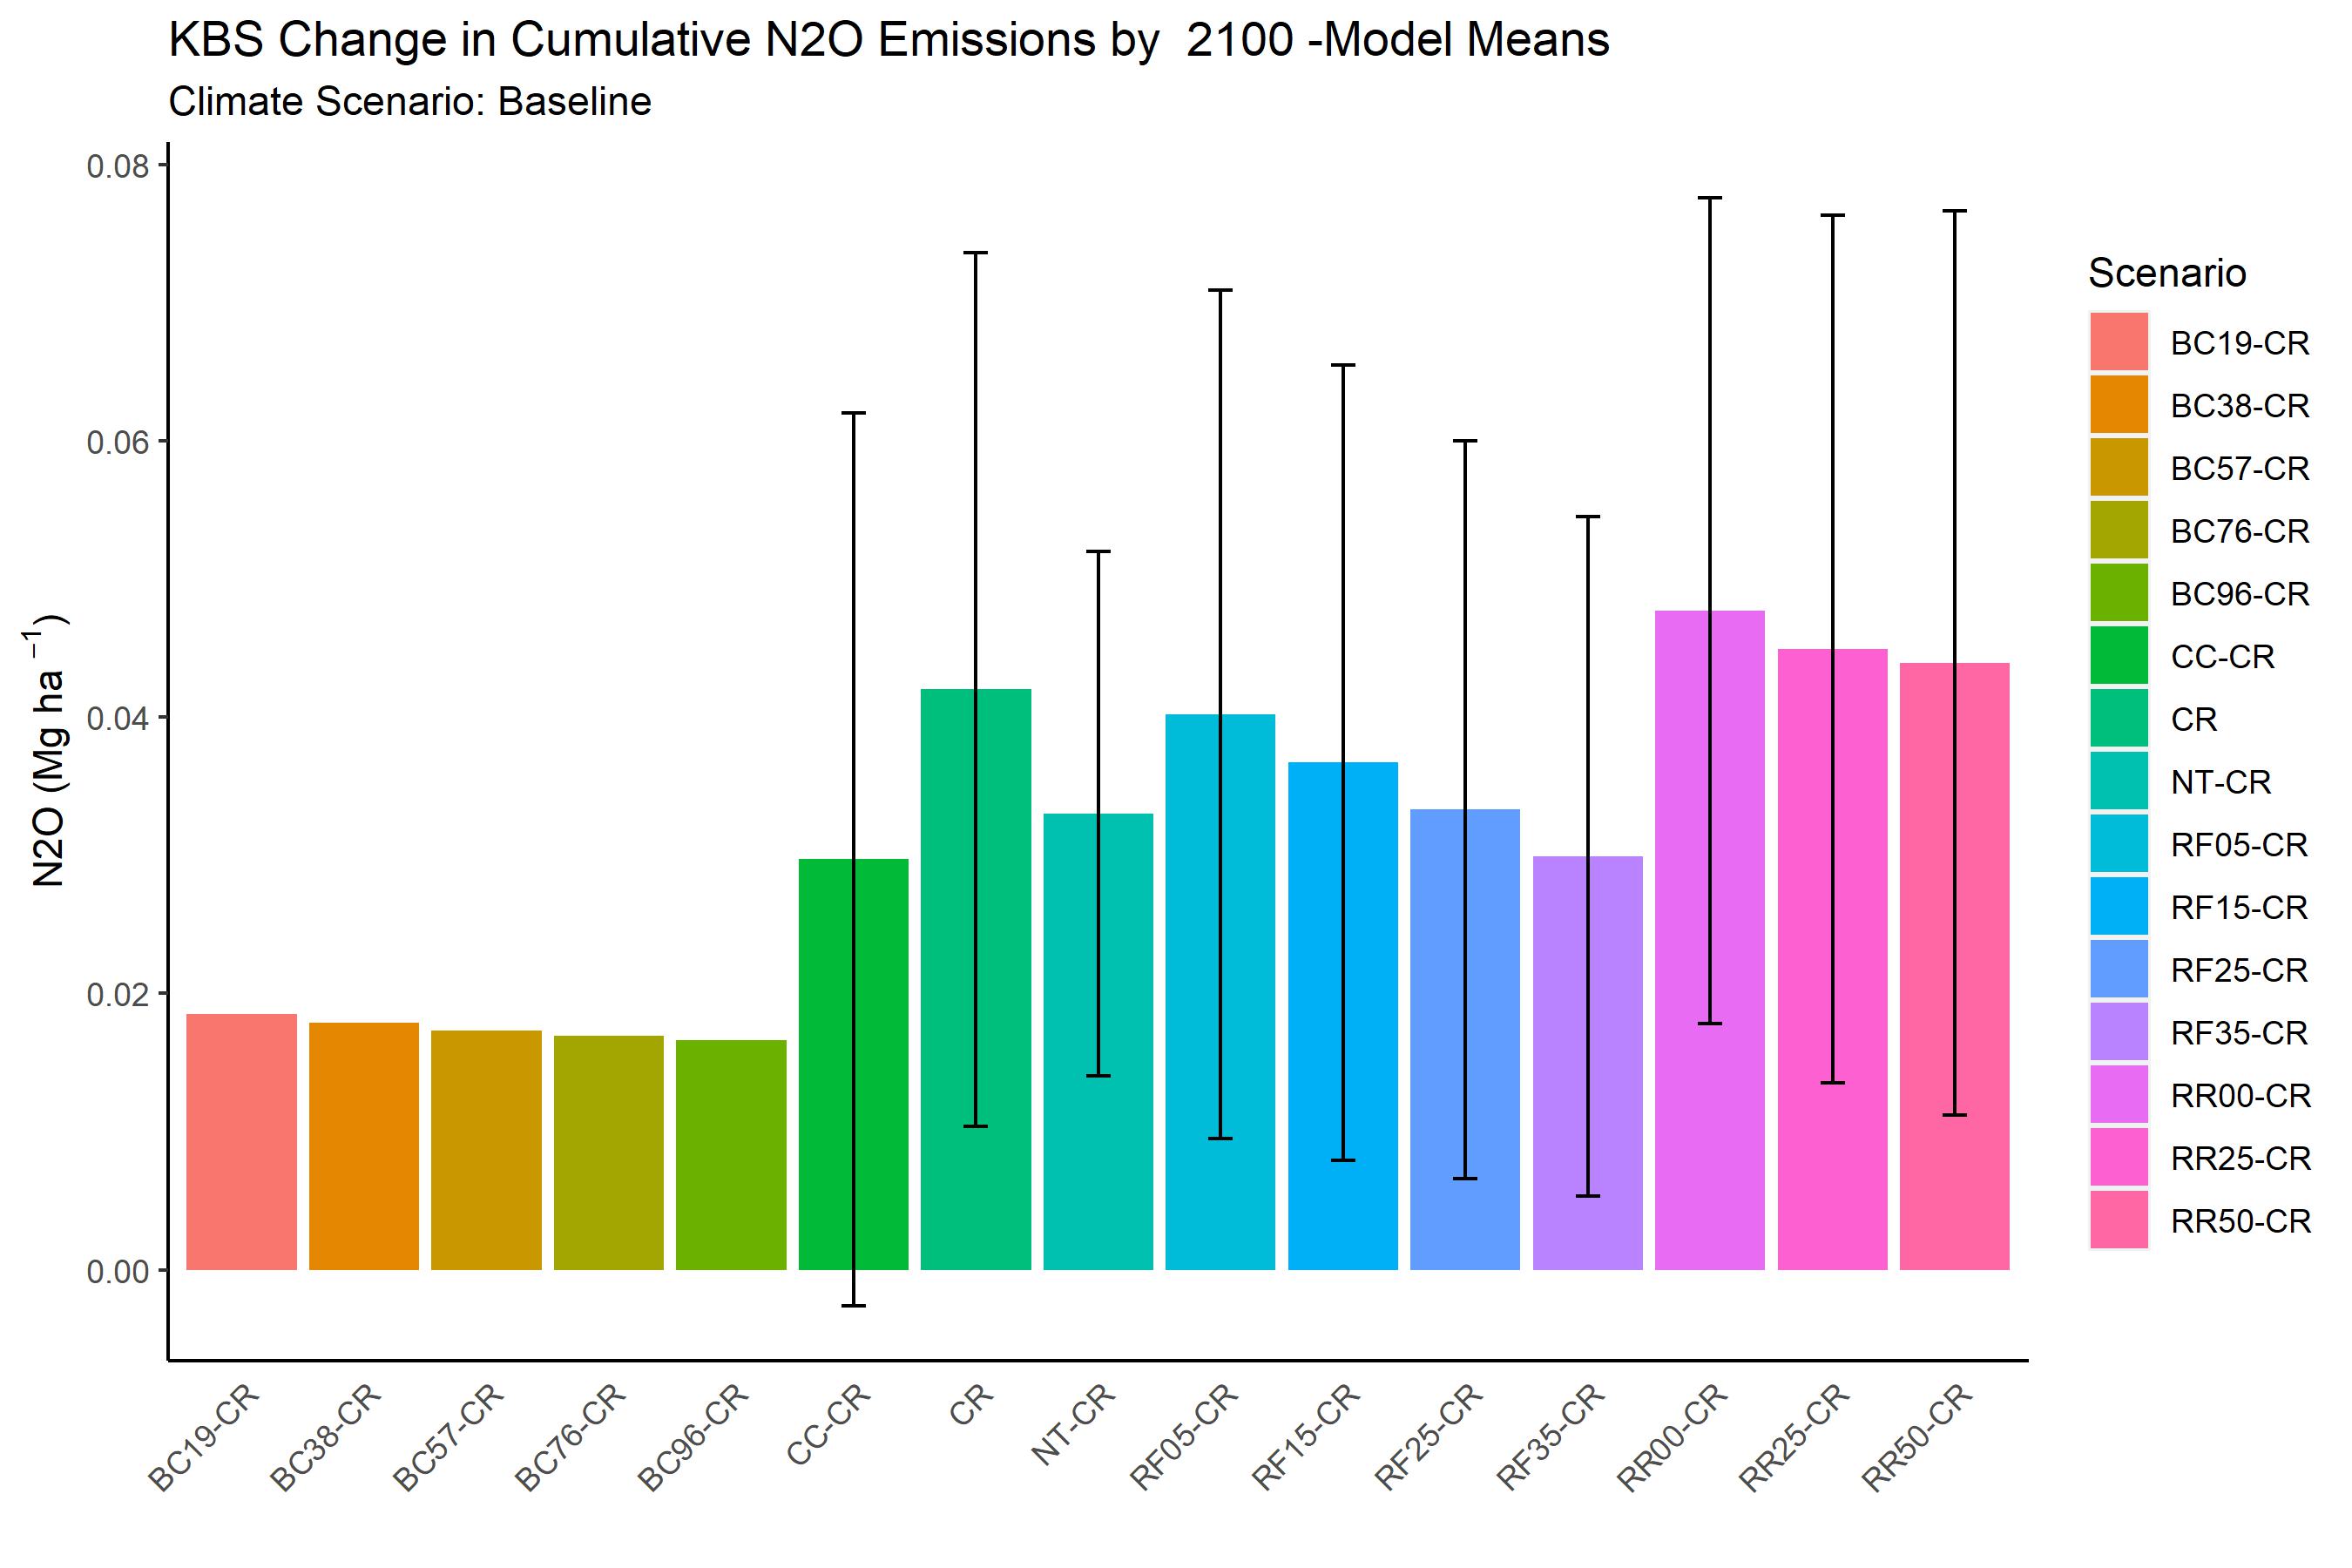 KBS Change in Cumulative N2O Emissions by  2100 -Model Means
Climate Scenario: Baseline
N2O (Mg ha −1)
0.08
0.06
0.04
0.02
0.00
BC19-CR
BC38-CR
BC57-CR
BC76-CR
BC96-CR
CC-CR
CR
NT-CR
RF05-CR
RF15-CR
RF25-CR
RF35-CR
RR00-CR
RR25-CR
RR50-CR
Scenario
BC19-CR
BC38-CR
BC57-CR
BC76-CR
BC96-CR
CC-CR
CR
NT-CR
RF05-CR
RF15-CR
RF25-CR
RF35-CR
RR00-CR
RR25-CR
RR50-CR